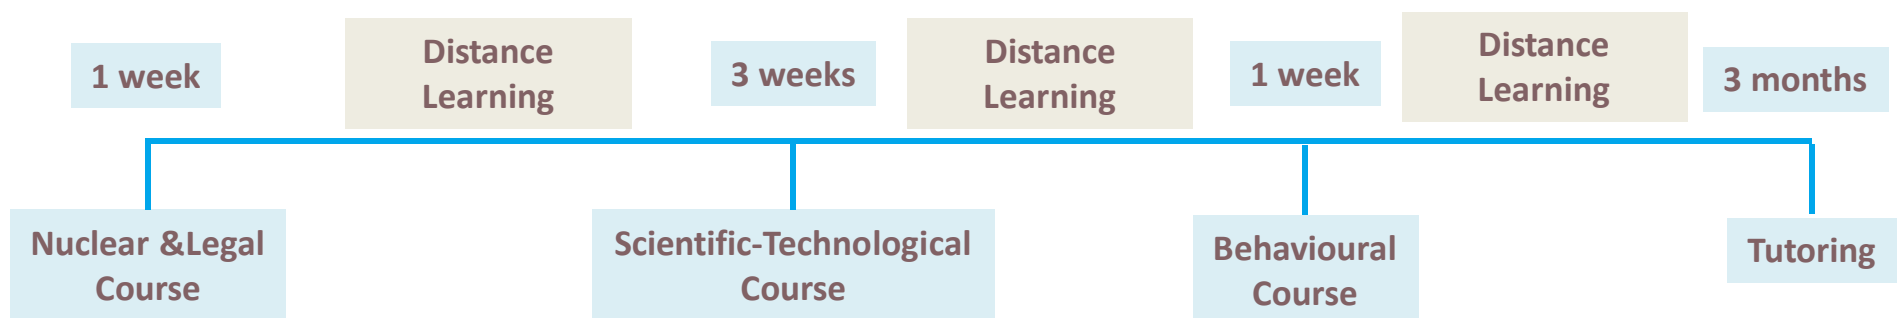 1 week
Distance
Learning
3 weeks
Distance
Learning
1 week
Distance
Learning
3 months
Nuclear &Legal
Course
Scientific-Technological
Course
Behavioural
Course
Tutoring